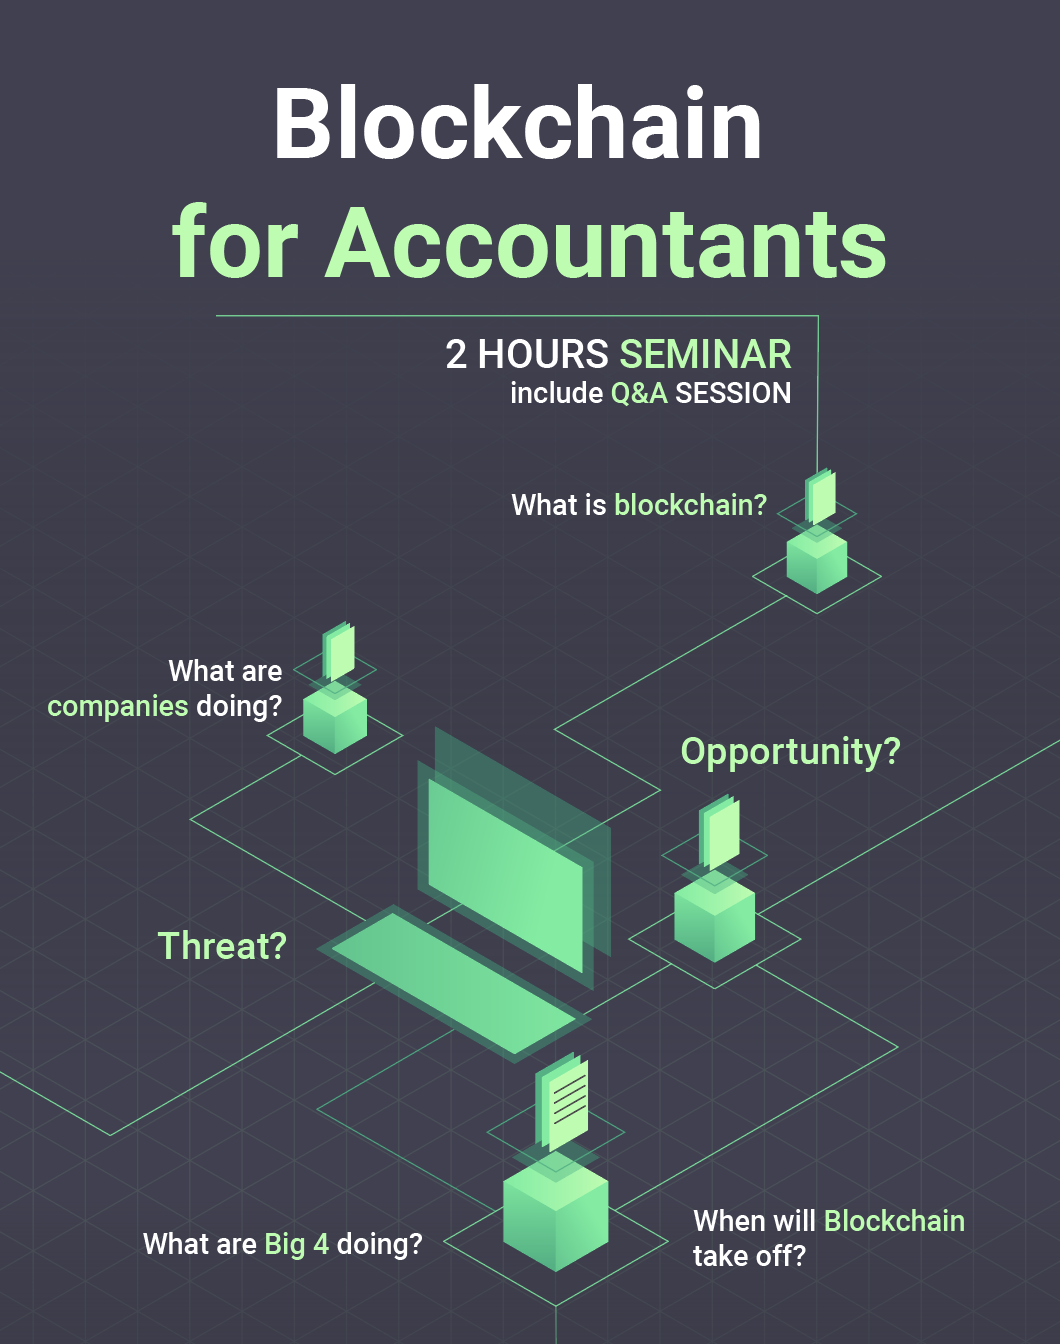 Blockchain
for Accountants
2 HOURS SEMINAR
include Q&A SESSION
What is blockchain?
What are
companies doing?
Opportunity?
Threat?
What are Big 4 doing?
When will Blockchain
take off?